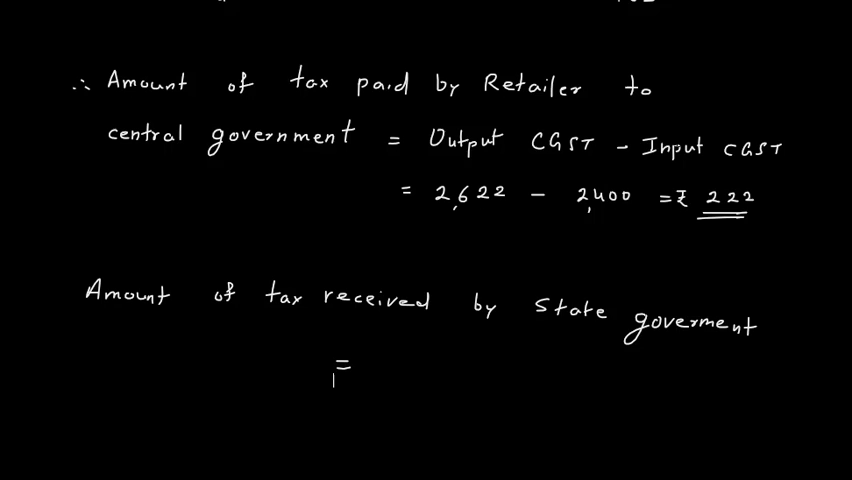 ∴ Amount of tax paid by Retailer to
central government = Output CGST - Input CGST
= 2,622 - 2,400 = ₹ 222
Amount of tax received by state goverment
=